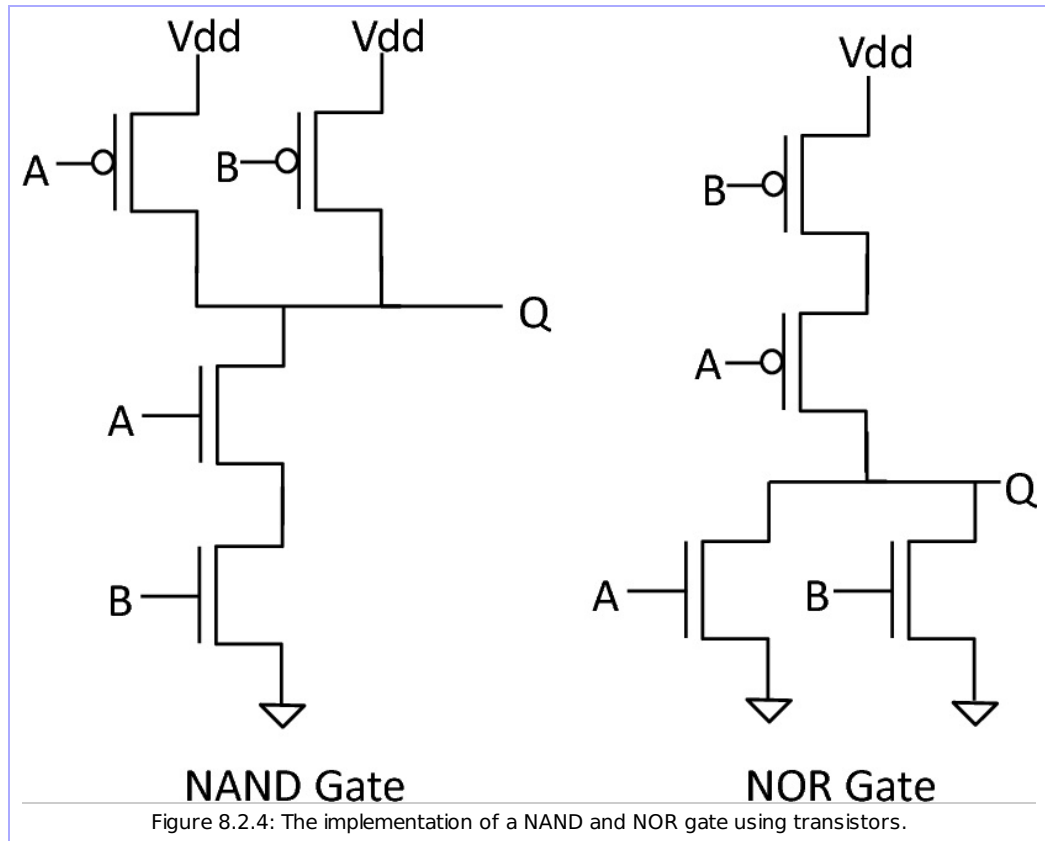 Vdd Vdd
Vdd
A B
B
Q
A
A
Q
B
A B
NAND Gate NOR Gate
Figure 8.2.4: The implementation of a NAND and NOR gate using transistors.